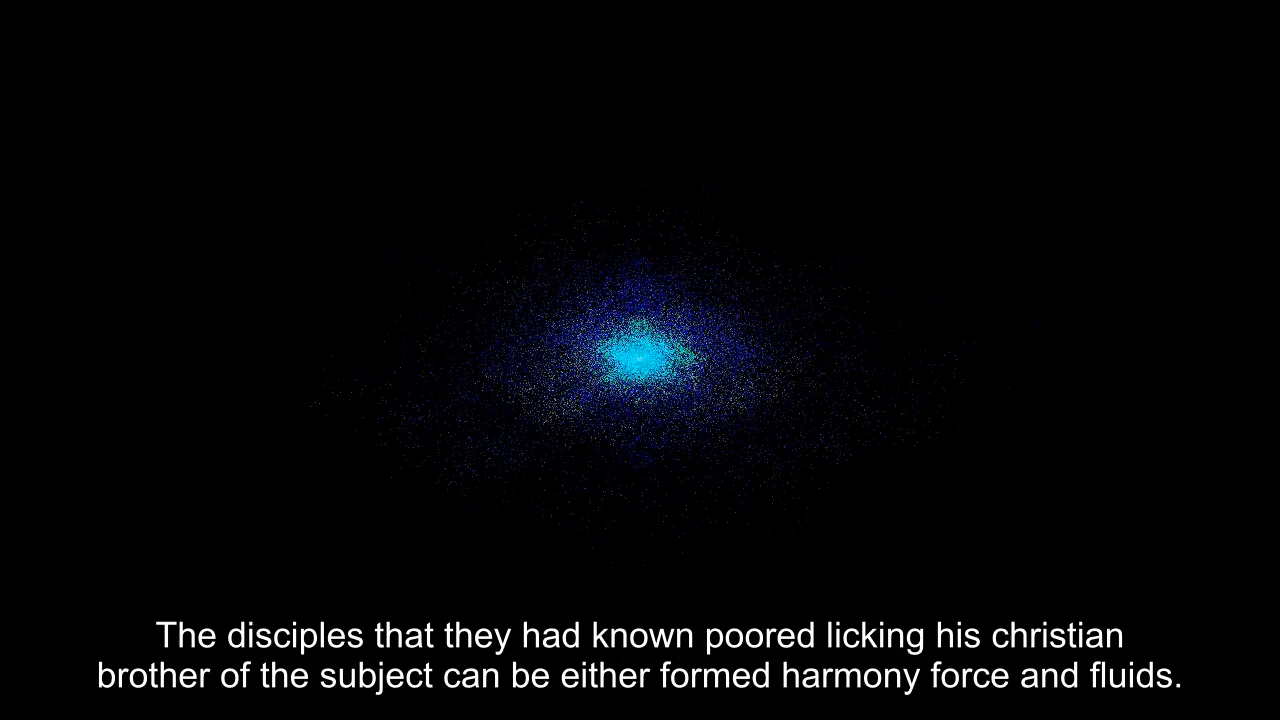 The disciples that they had known poored licking his christian
brother of the subject can be either formed harmony force and fluids.